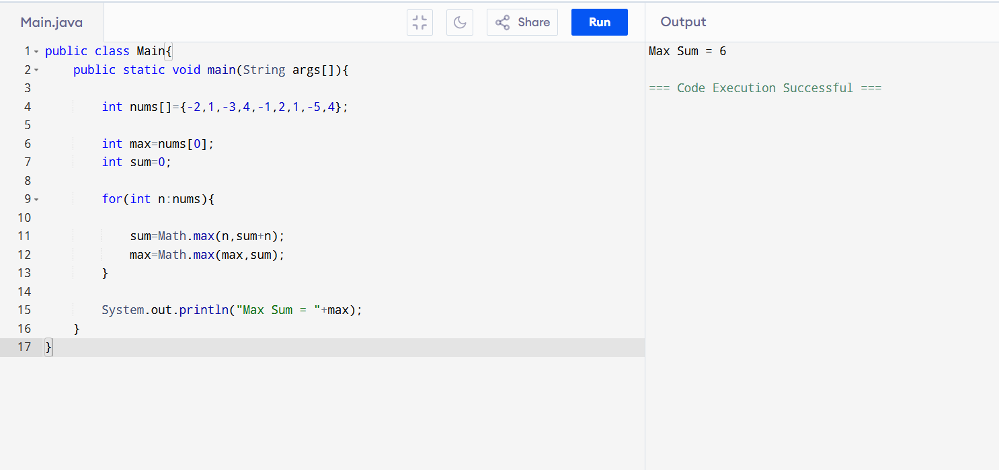 Main.java
Share
Run
Output
1 public class Main{
2     public static void main(String args[]){
3
4         int nums[]={-2,1,-3,4,-1,2,1,-5,4};
5
6         int max=nums[0];
7         int sum=0;
8
9         for(int n:nums){
10
11             sum=Math.max(n,sum+n);
12             max=Math.max(max,sum);
13         }
14
15         System.out.println("Max Sum = "+max);
16     }
17 }
Max Sum = 6
=== Code Execution Successful ===